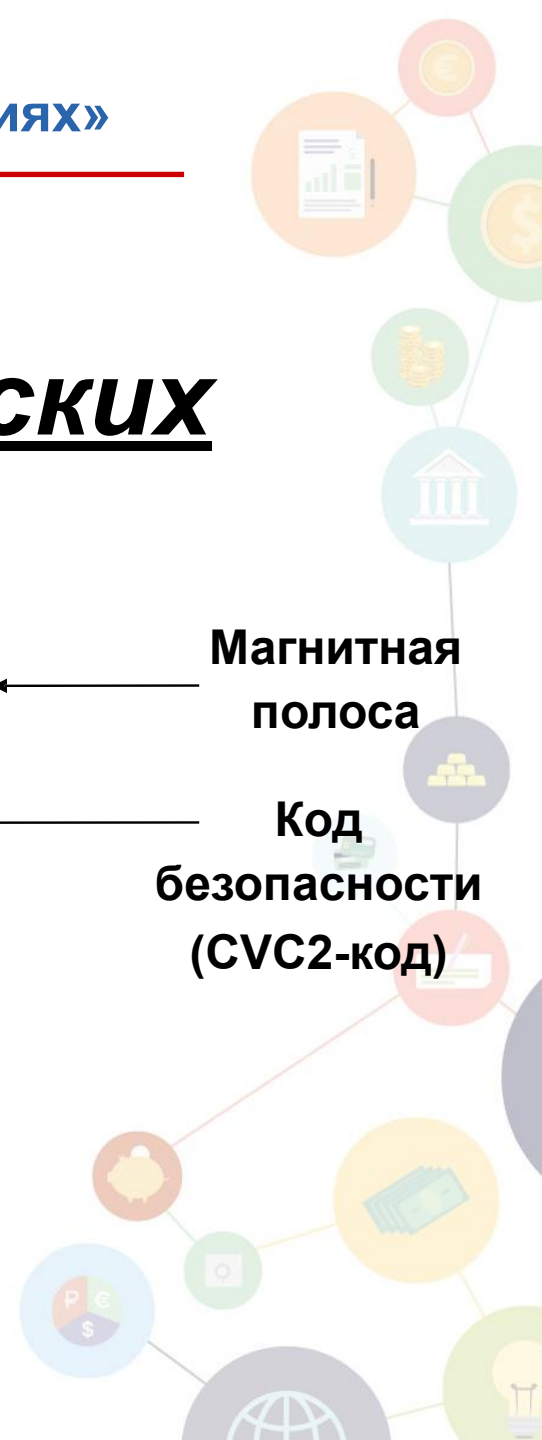 иях»
ских
Магнитная
полоса
Код
безопасности
(CVC2-код)
₽ €
$